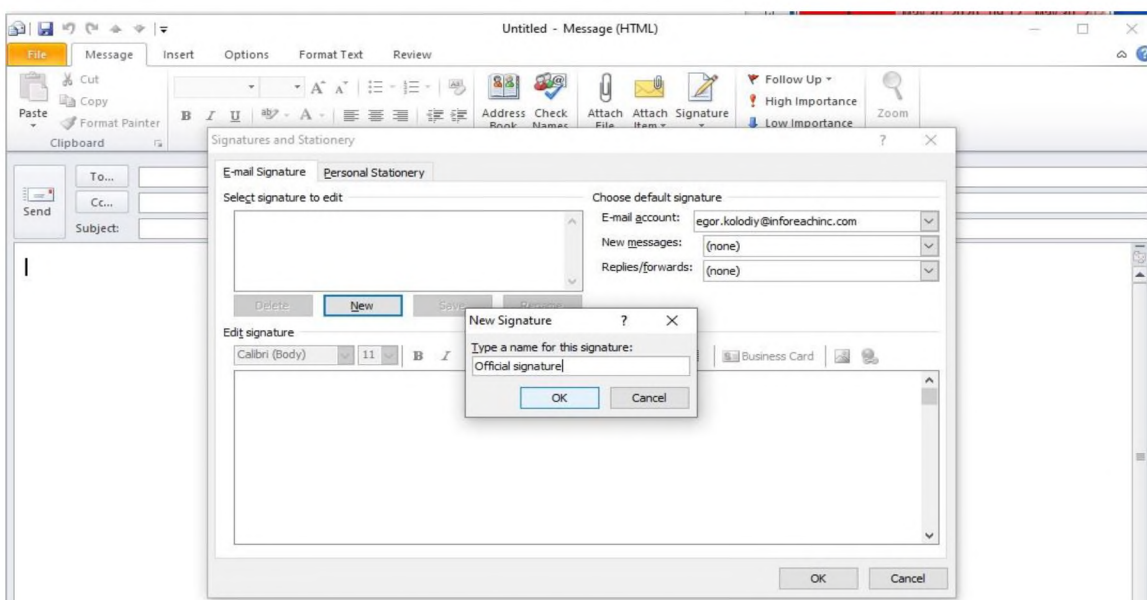 Untitled - Message (HTML)
File Message Insert Options Format Text Review
Paste
Cut
Copy
Format Painter
Clipboard
B I U
Address Book
Check Names
Attach File
Attach Item
Signature
Follow Up
High Importance
Low Importance
Zoom
Send
To...
Cc...
Subject:
Signatures and Stationery ?
E-mail Signature Personal Stationery
Select signature to edit
Delete New Save Rename
Choose default signature
E-mail account: egor.kolodiy@inforeachinc.com
New messages: (none)
Replies/forwards: (none)
Edit signature
Calibri (Body) 11 B I Business Card
New Signature ?
Type a name for this signature:
Official signature
OK Cancel
OK Cancel